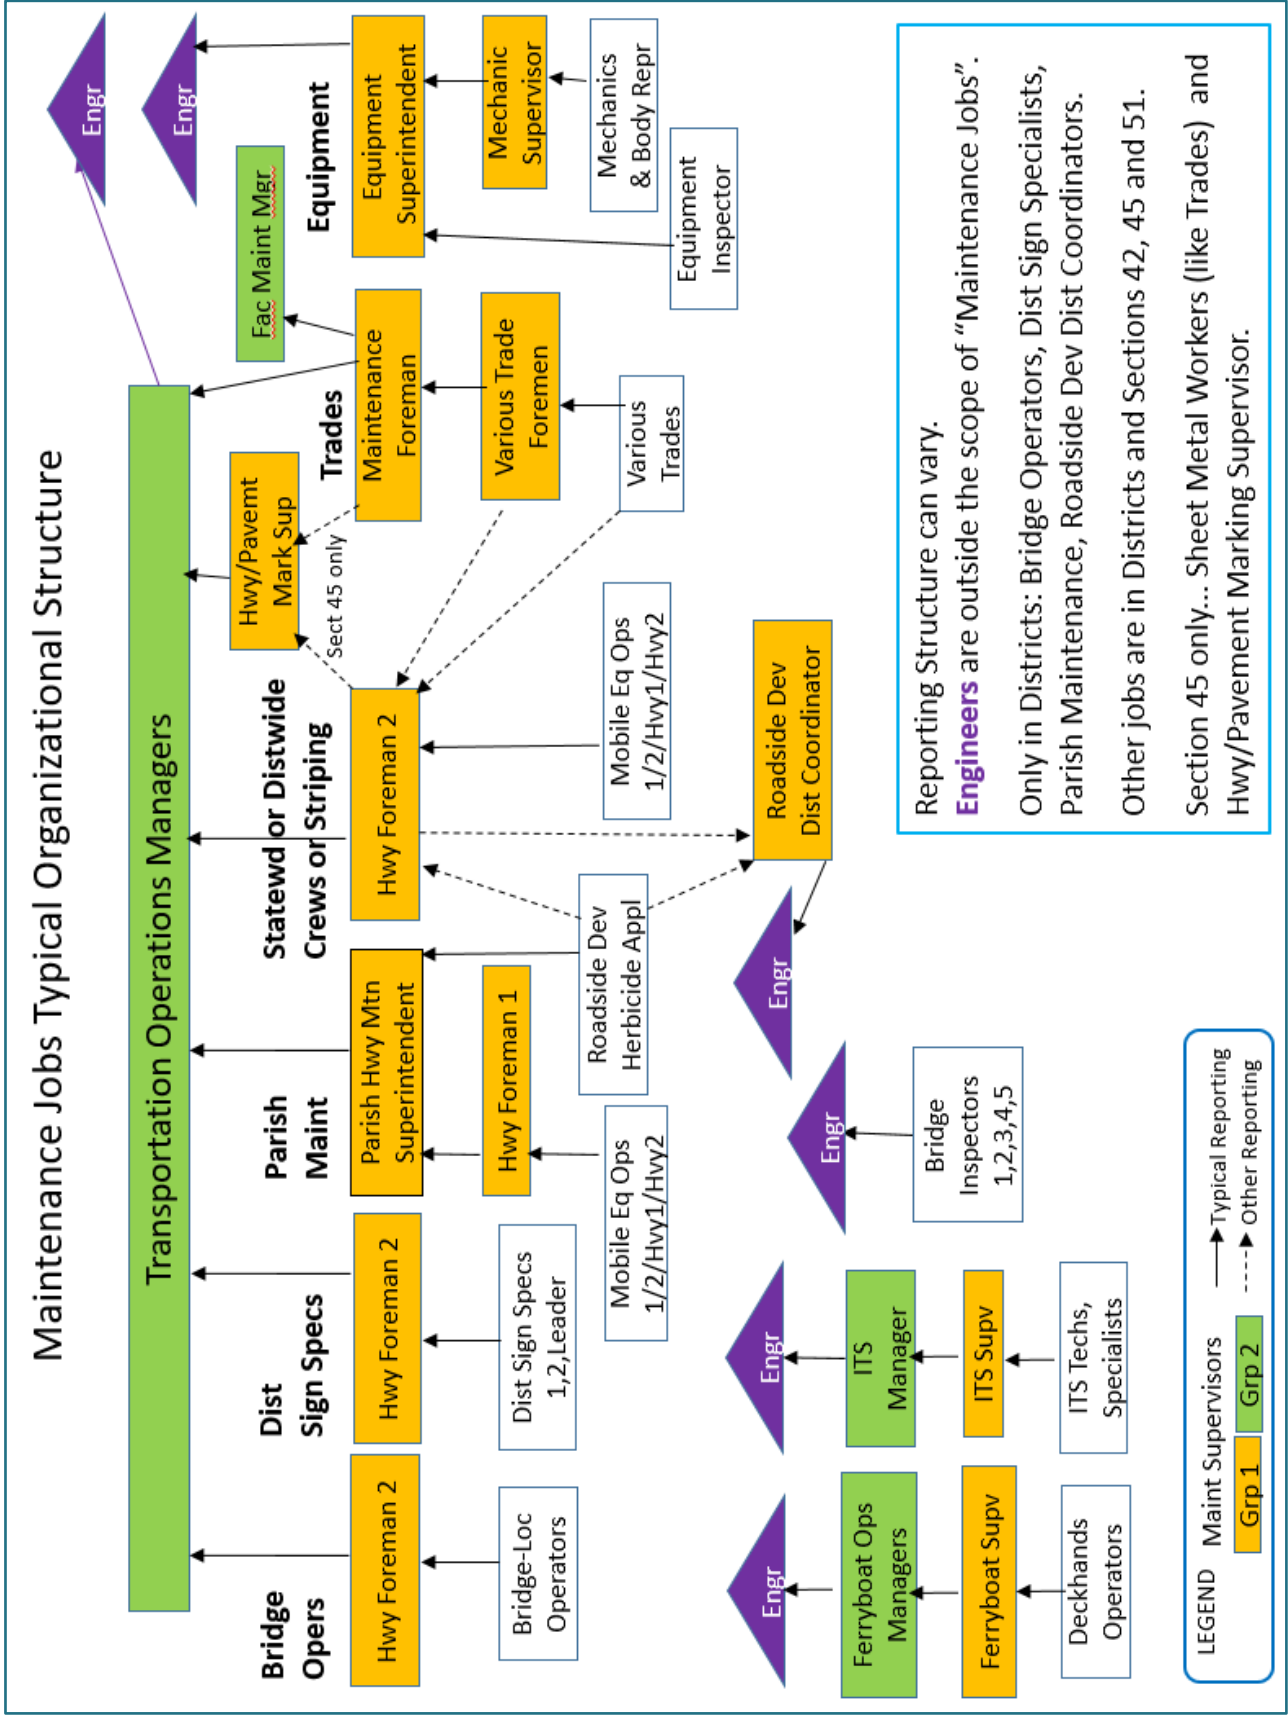 Maintenance Jobs Typical Organizational Structure
Transportation Operations Managers
Engr
Engr
Bridge
Opers
Hwy Foreman 2
Bridge-Loc
Operators
Dist
Sign Specs
Hwy Foreman 2
Dist Sign Specs
1,2,Leader
Parish
Maint
Parish Hwy Mtn
Superintendent
Hwy Foreman 1
Mobile Eq Ops
1/2/Hvy1/Hvy2
Roadside Dev
Herbicide Appl
Statewd or Distwide
Crews or Striping
Hwy Foreman 2
Mobile Eq Ops
1/2/Hvy1/Hvy2
Hwy/Pavemt
Mark Sup
Sect 45 only
Trades
Maintenance
Foreman
Various Trade
Foremen
Various
Trades
Fac Maint Mgr
Equipment
Equipment
Superintendent
Mechanic
Supervisor
Mechanics
& Body Repr
Equipment
Inspector
Engr
Ferryboat Ops
Managers
Ferryboat Supv
Deckhands
Operators
Engr
ITS
Manager
ITS Supv
ITS Techs,
Specialists
Engr
Bridge
Inspectors
1,2,3,4,5
Engr
Roadside Dev
Dist Coordinator
Reporting Structure can vary.
Engineers are outside the scope of “Maintenance Jobs”.
Only in Districts: Bridge Operators, Dist Sign Specialists,
Parish Maintenance, Roadside Dev Dist Coordinators.
Other jobs are in Districts and Sections 42, 45 and 51.
Section 45 only... Sheet Metal Workers (like Trades) and
Hwy/Pavement Marking Supervisor.
LEGEND
Maint Supervisors
Grp 1
Grp 2
Typical Reporting
Other Reporting